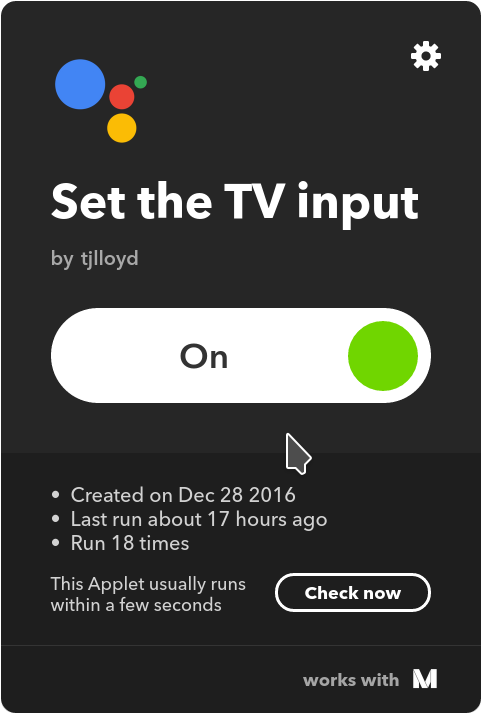 Set the TV input
by tjlloyd
On
• Created on Dec 28 2016
• Last run about 17 hours ago
• Run 18 times
This Applet usually runs
within a few seconds
Check now
works with M